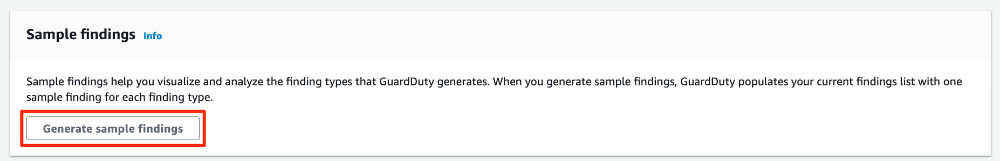 Sample findings Info
Sample findings help you visualize and analyze the finding types that GuardDuty generates. When you generate sample findings, GuardDuty populates your current findings list with one
sample finding for each finding type.
Generate sample findings